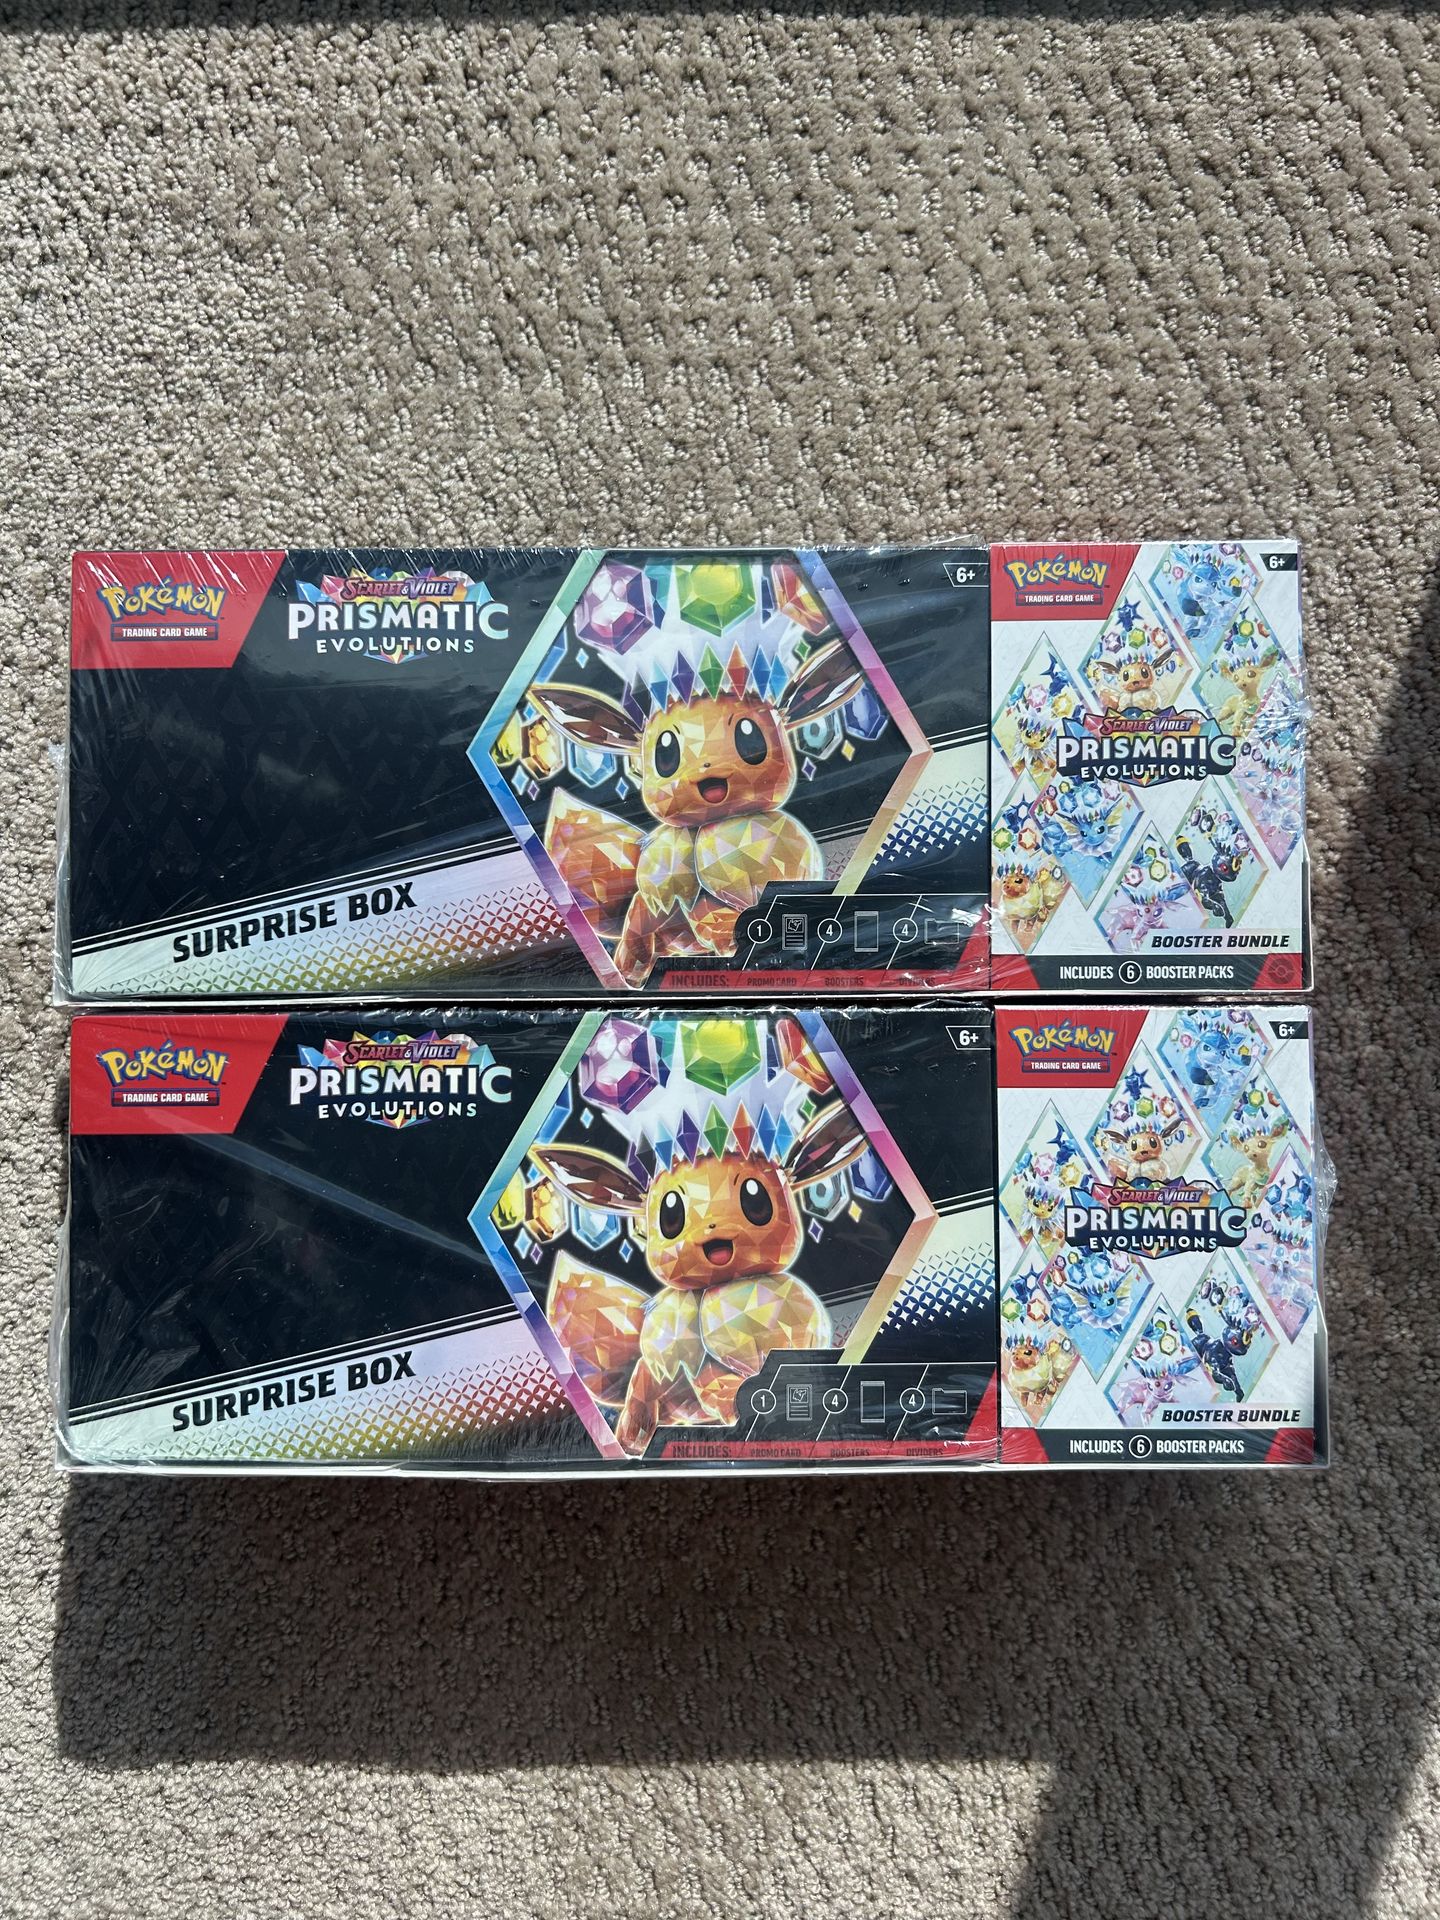 POKéMON
TRADING CARD GAME
SCARLET & VIOLET
PRISMATIC
EVOLUTIONS
6+
SURPRISE BOX
1 4 4
INCLUDES: PROMO CARD BOOSTERS DIVIDERS
POKéMON
TRADING CARD GAME
6+
SCARLET & VIOLET
PRISMATIC
EVOLUTIONS
BOOSTER BUNDLE
INCLUDES 6 BOOSTER PACKS
POKéMON
TRADING CARD GAME
SCARLET & VIOLET
PRISMATIC
EVOLUTIONS
6+
SURPRISE BOX
1 4 4
INCLUDES: PROMO CARD BOOSTERS DIVIDERS
POKéMON
TRADING CARD GAME
6+
SCARLET & VIOLET
PRISMATIC
EVOLUTIONS
BOOSTER BUNDLE
INCLUDES 6 BOOSTER PACKS